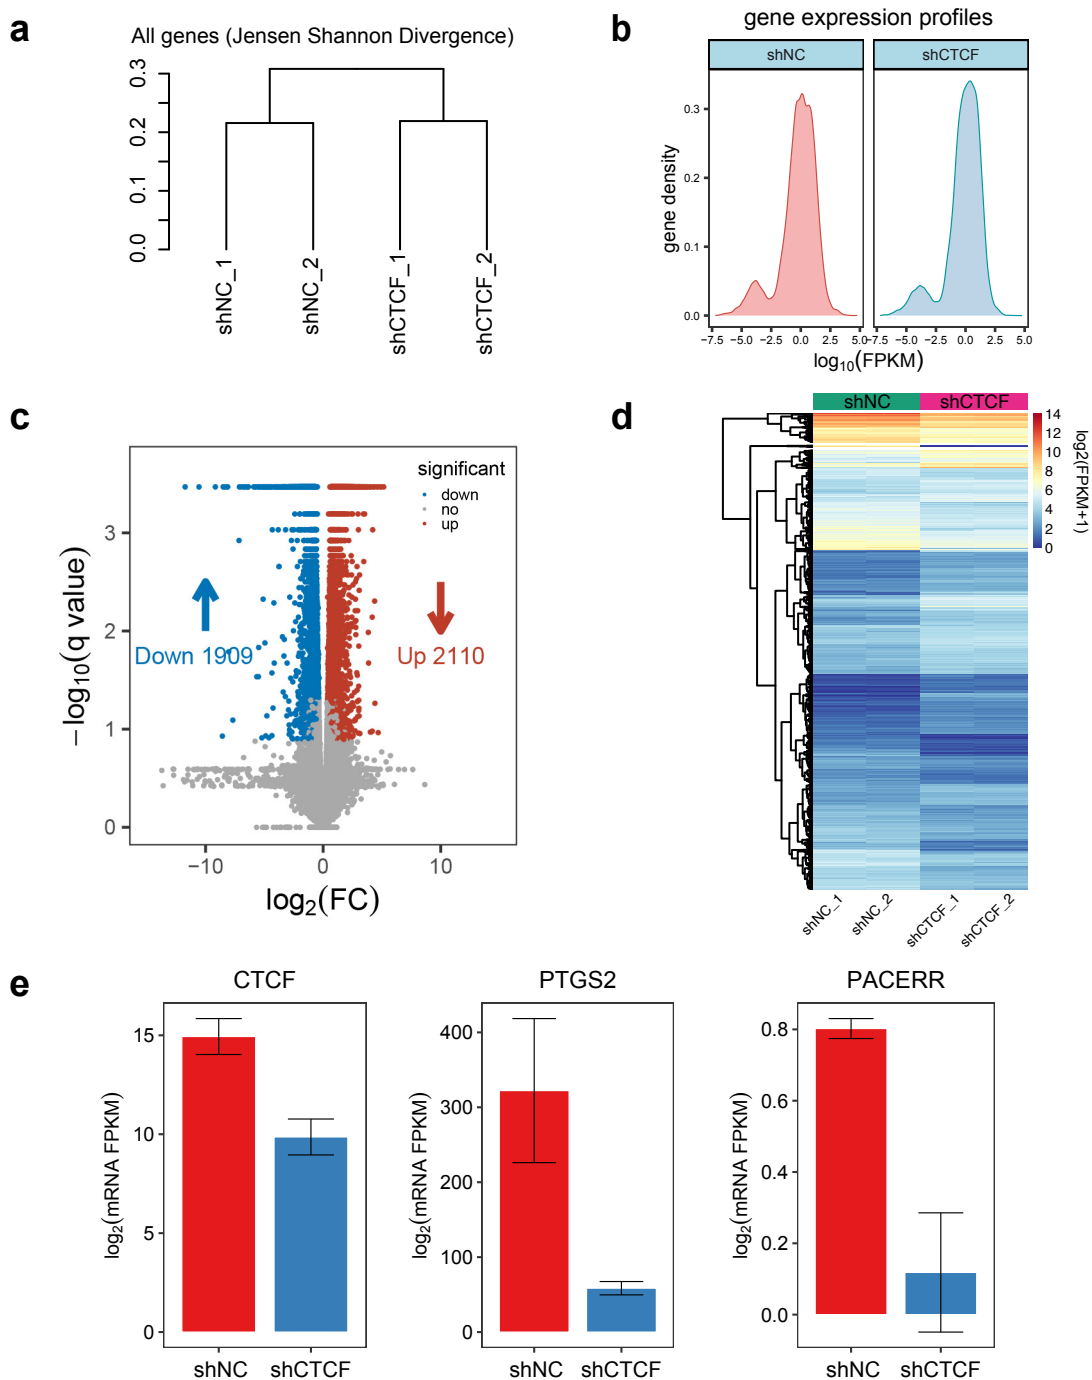 a
All genes (Jensen Shannon Divergence)
0.3
0.2
0.1
0.0
shNC_1
shNC_2
shCTCF_1
shCTCF_2
b
gene expression profiles
shNC
shCTCF
gene density
0.3
0.2
0.1
0.0
−7.5 −5.0 −2.5 0.0 2.5 5.0
−7.5 −5.0 −2.5 0.0 2.5 5.0
log10(FPKM)
c
significant
down
no
up
Down 1909
Up 2110
−log10(q value)
3
2
1
0
−10 0 10
log2(FC)
d
shNC
shCTCF
14
12
10
8
6
4
2
0
log2(FPKM+1)
shNC_1
shNC_2
shCTCF_1
shCTCF_2
e
CTCF
log2(mRNA FPKM)
15
10
5
0
shNC shCTCF
PTGS2
log2(mRNA FPKM)
400
300
200
100
0
shNC shCTCF
PACERR
log2(mRNA FPKM)
0.8
0.6
0.4
0.2
0.0
shNC shCTCF